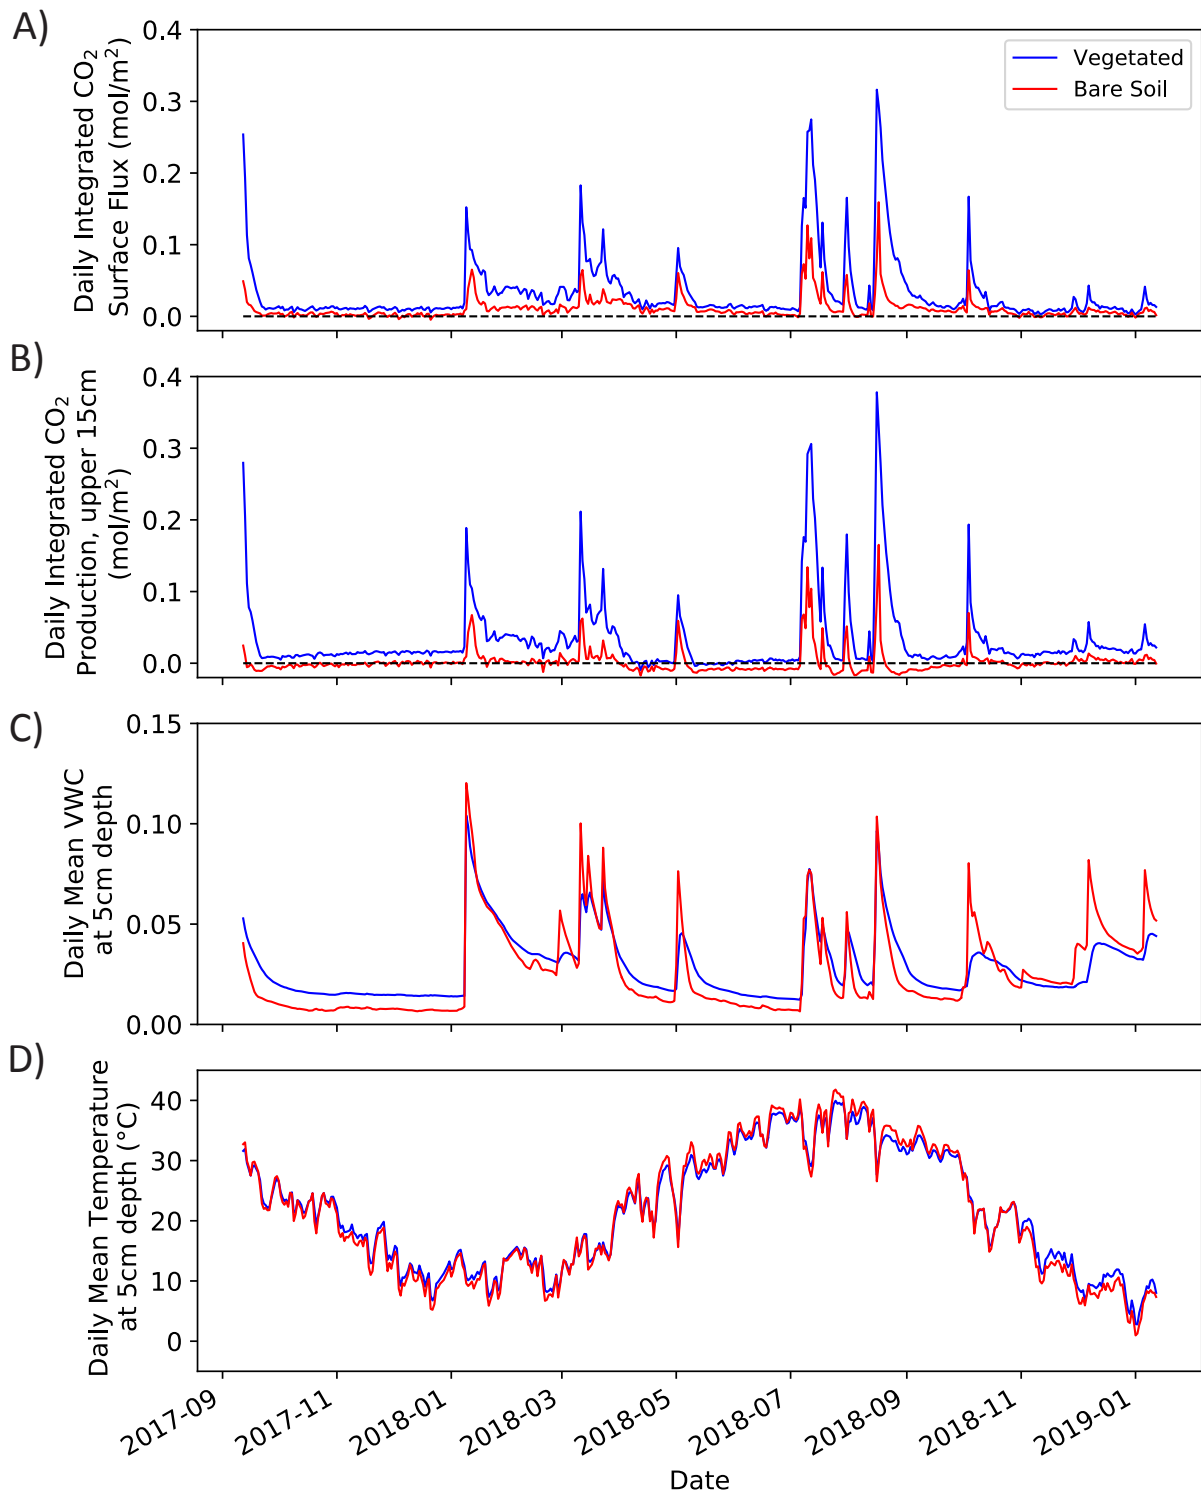 A)
Daily Integrated CO₂
Surface Flux (mol/m²)
0.4
0.3
0.2
0.1
0.0
Vegetated
Bare Soil
B)
Daily Integrated CO₂
Production, upper 15cm
(mol/m²)
0.4
0.3
0.2
0.1
0.0
C)
Daily Mean VWC
at 5cm depth
0.15
0.10
0.05
0.00
D)
Daily Mean Temperature
at 5cm depth (°C)
40
30
20
10
0
2017-09
2017-11
2018-01
2018-03
2018-05
2018-07
2018-09
2018-11
2019-01
Date